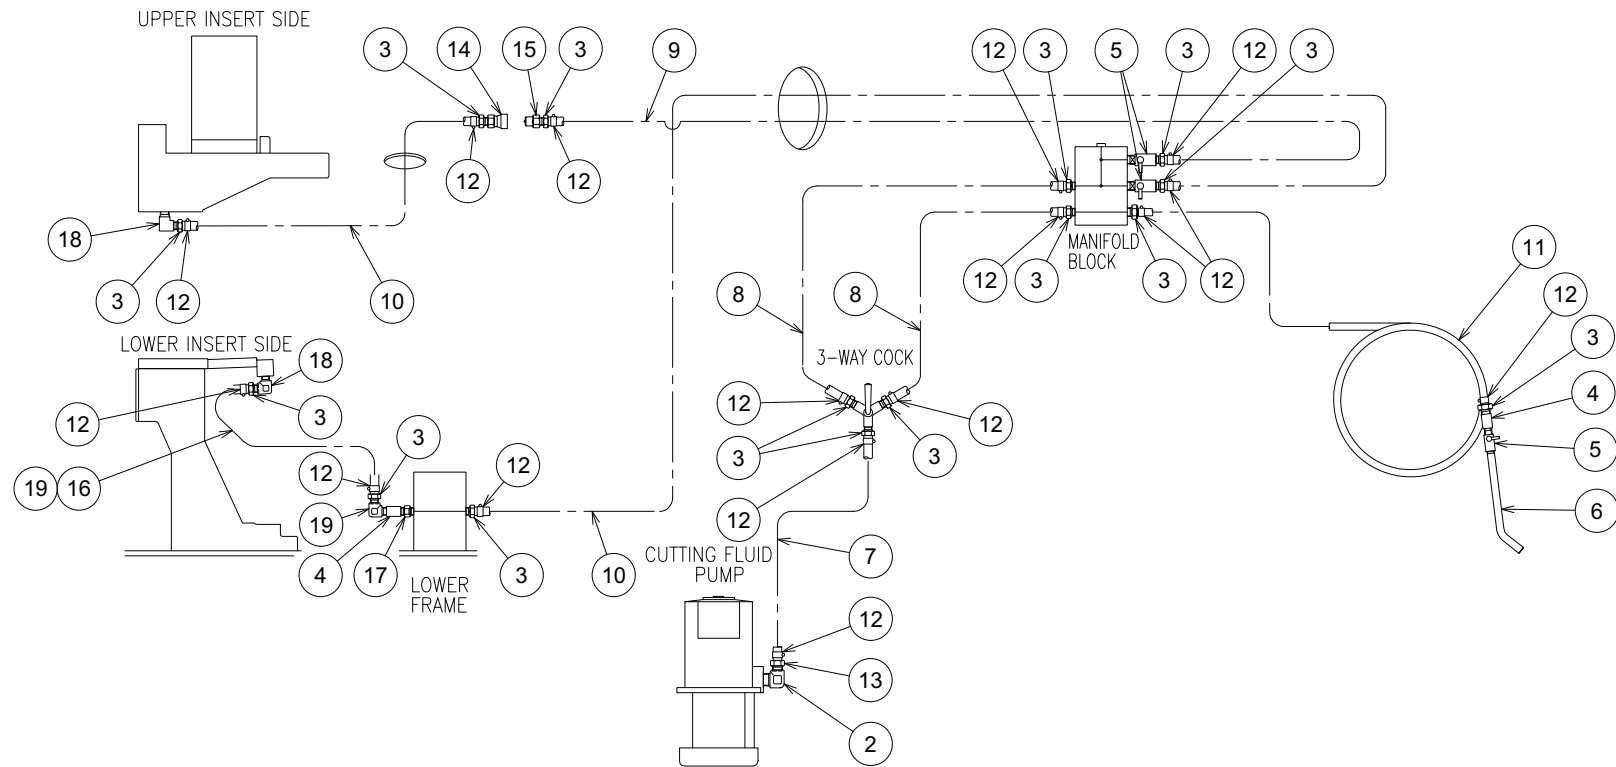 UPPER INSERT SIDE
3 14 15 3 9 12 3 5 3 12 3
12 12
18
3 12 10
12 3 MANIFOLD 3 12
BLOCK
11
8 8 12
3
LOWER INSERT SIDE
18
3-WAY COCK
12 3 12 12 4
3 3 3
19 16 12 12 5
19 12 6
4 17 3 10 CUTTING FLUID 7
PUMP
LOWER
FRAME
12
13
2